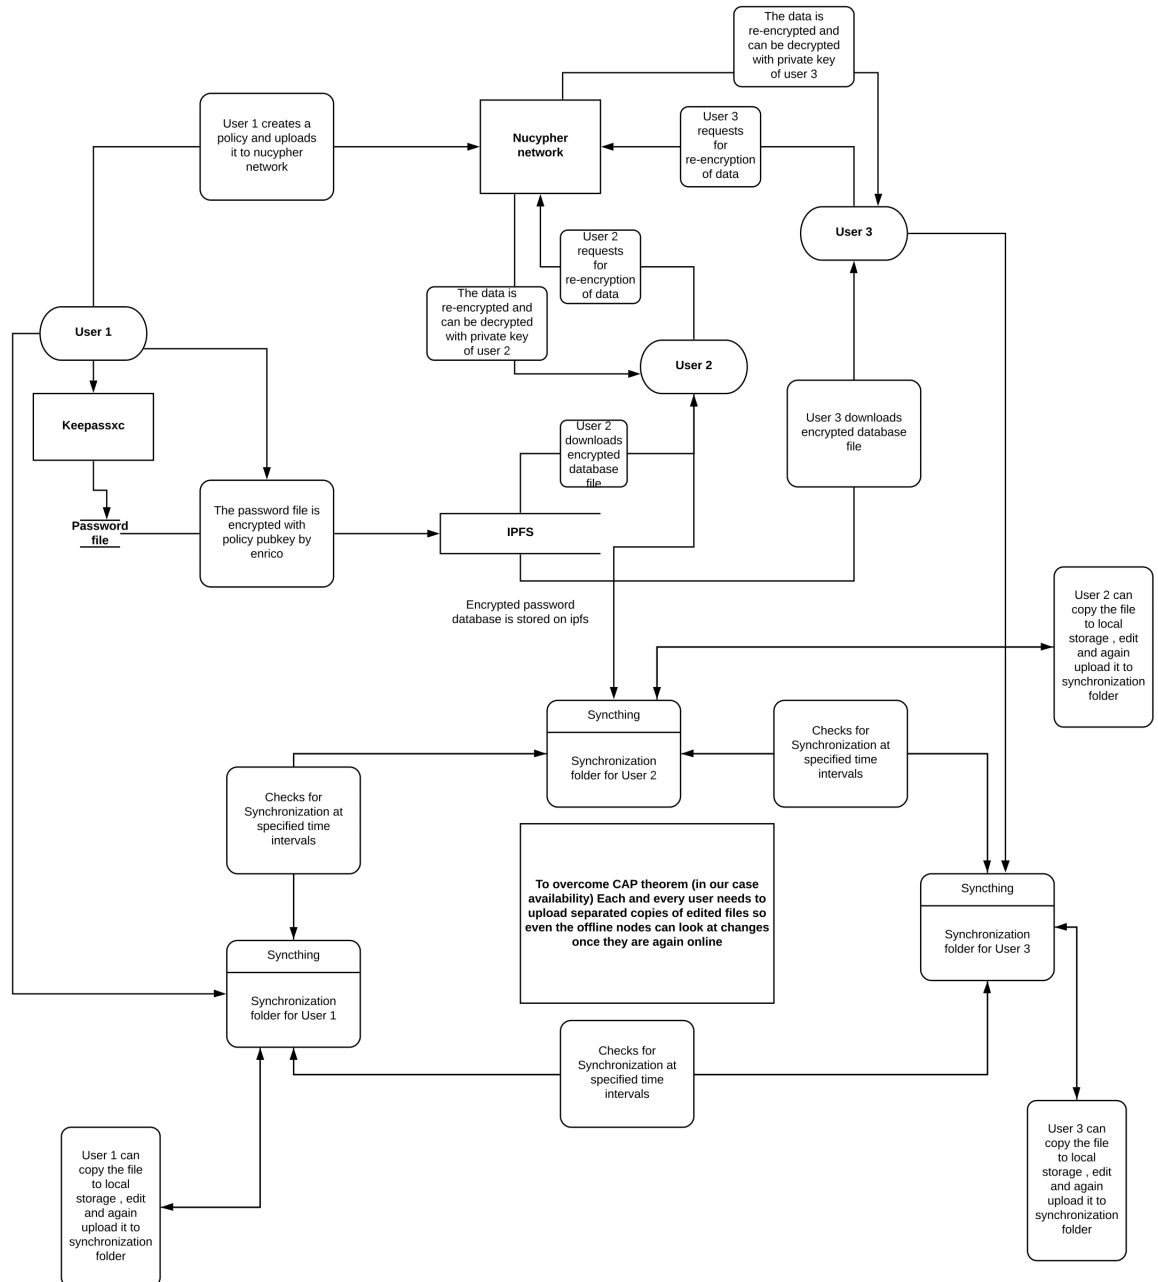 The data is
re-encrypted and
can be decrypted
with private key
of user 3
User 1 creates a
policy and uploads
it to nucypher
network
Nucypher
network
User 3
requests
for
re-encryption
of data
User 3
User 2
requests
for
re-encryption
of data
The data is
re-encrypted and
can be decrypted
with private key
of user 2
User 1
User 2
Keepassxc
User 3 downloads
encrypted database
file
User 2
downloads
encrypted
database
file
The password file is
encrypted with
policy pubkey by
enrico
Password
file
IPFS
Encrypted password
database is stored on ipfs
User 2 can
copy the file
to local
storage , edit
and again
upload it to
synchronization
folder
Syncthing
Synchronization
folder for User 2
Checks for
Synchronization at
specified time
intervals
Checks for
Synchronization at
specified time
intervals
To overcome CAP theorem (in our case
availability) Each and every user needs to
upload separated copies of edited files so
even the offline nodes can look at changes
once they are again online
Syncthing
Synchronization
folder for User 3
Syncthing
Synchronization
folder for User 1
Checks for
Synchronization at
specified time
intervals
User 3 can
copy the file
to local
storage , edit
and again
upload it to
synchronization
folder
User 1 can
copy the file
to local
storage , edit
and again
upload it to
synchronization
folder